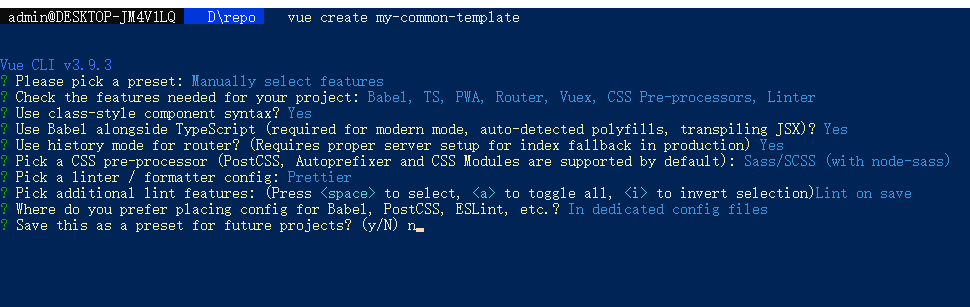 admin@DESKTOP-JM4V1LQ D\repo vue create my-common-template
Vue CLI v3.9.3
? Please pick a preset: Manually select features
? Check the features needed for your project: Babel, TS, PWA, Router, Vuex, CSS Pre-processors, Linter
? Use class-style component syntax? Yes
? Use Babel alongside TypeScript (required for modern mode, auto-detected polyfills, transpiling JSX)? Yes
? Use history mode for router? (Requires proper server setup for index fallback in production) Yes
? Pick a CSS pre-processor (PostCSS, Autoprefixer and CSS Modules are supported by default): Sass/SCSS (with node-sass)
? Pick a linter / formatter config: Prettier
? Pick additional lint features: (Press <space> to select, <a> to toggle all, <i> to invert selection)Lint on save
? Where do you prefer placing config for Babel, PostCSS, ESLint, etc.? In dedicated config files
? Save this as a preset for future projects? (y/N) n